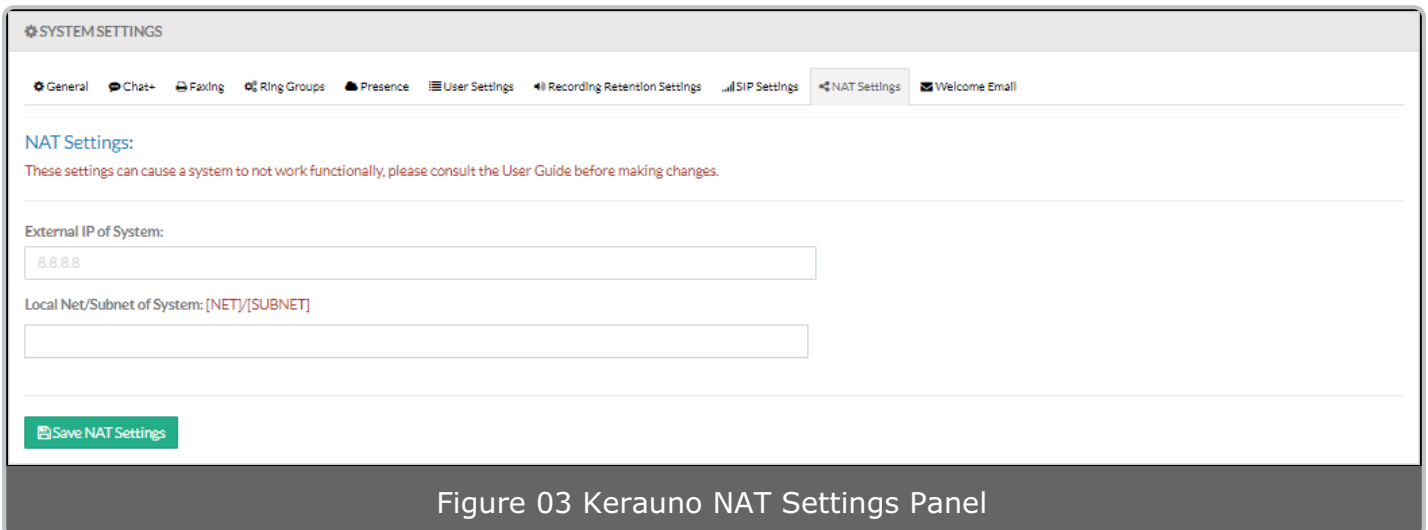 SYSTEM SETTINGS
General Chat+ Faxing Ring Groups Presence User Settings Recording Retention Settings SIP Settings NAT Settings Welcome Email
NAT Settings:
These settings can cause a system to not work functionally, please consult the User Guide before making changes.
External IP of System:
8.8.8.8
Local Net/Subnet of System: [NET]/[SUBNET]
Save NAT Settings
Figure 03 Kerauno NAT Settings Panel